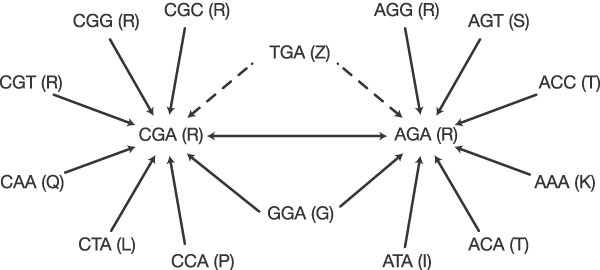 CGC (R)
AGG (R)
CGG (R)
AGT (S)
TGA (Z)
CGT (R)
ACC (T)
CGA (R)
AGA (R)
CAA (Q)
AAA (K)
GGA (G)
CTA (L)
ACA (T)
CCA (P)
ATA (I)